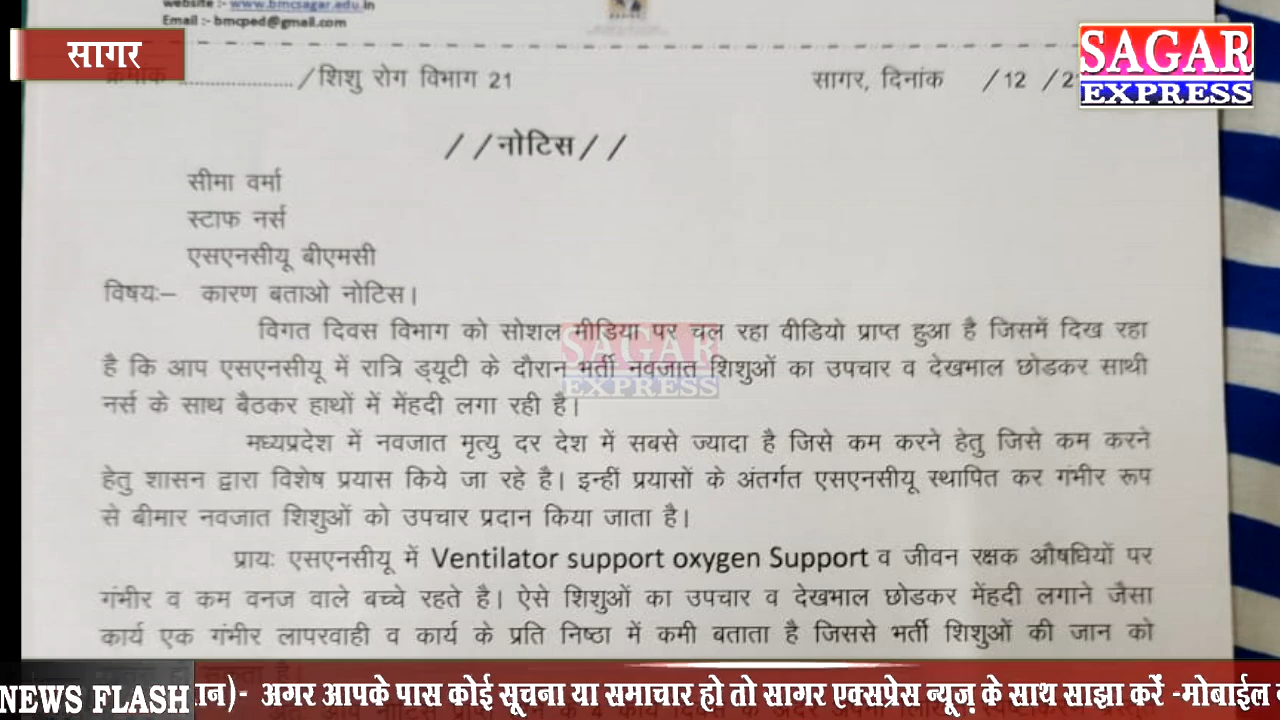 website :- www.bmcsagar.edu.in
Email :- bmcped@gmail.com
सागर
SAGAR
EXPRESS
क्रमांक ...................../शिशु रोग विभाग 21
सागर, दिनांक /12 /2
//नोटिस//
सीमा वर्मा
स्टाफ नर्स
एसएनसीयू बीएमसी
विषयः– कारण बताओ नोटिस।
विगत दिवस विभाग को सोशल मीडिया पर चल रहा वीडियो प्राप्त हुआ है जिसमें दिख रहा
है कि आप एसएनसीयू में रात्रि ड्यूटी के दौरान भर्ती नवजात शिशुओं का उपचार व देखभाल छोडकर साथी
नर्स के साथ बैठकर हाथों में मेंहदी लगा रही है।
SAGAR
EXPRESS
मध्यप्रदेश में नवजात मृत्यु दर देश में सबसे ज्यादा है जिसे कम करने हेतु जिसे कम करने
हेतु शासन द्वारा विशेष प्रयास किये जा रहे है। इन्हीं प्रयासों के अंतर्गत एसएनसीयू स्थापित कर गंभीर रूप
से बीमार नवजात शिशुओं को उपचार प्रदान किया जाता है।
प्रायः एसएनसीयू में Ventilator support oxygen Support व जीवन रक्षक औषधियों पर
गंभीर व कम वनज वाले बच्चे रहते है। ऐसे शिशुओं का उपचार व देखभाल छोडकर मेंहदी लगाने जैसा
कार्य एक गंभीर लापरवाही व कार्य के प्रति निष्ठा में कमी बताता है जिससे भर्ती शिशुओं की जान को
NEWS FLASH
ान)- अगर आपके पास कोई सूचना या समाचार हो तो सागर एक्सप्रेस न्यूज़ के साथ साझा करें -मोबाईल